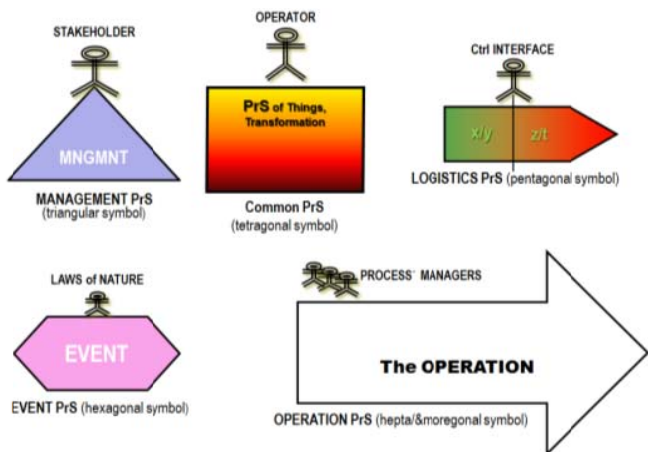 STAKEHOLDER
MNGMNT
MANAGEMENT PrS
(triangular symbol)
OPERATOR
PrS of Things,
Transformation
Common PrS
(tetragonal symbol)
Ctrl INTERFACE
x/y z/t
LOGISTICS PrS (pentagonal symbol)
LAWS of NATURE
EVENT
EVENT PrS (hexagonal symbol)
PROCESS` MANAGERS
The OPERATION
OPERATION PrS (hepta/&moregonal symbol)